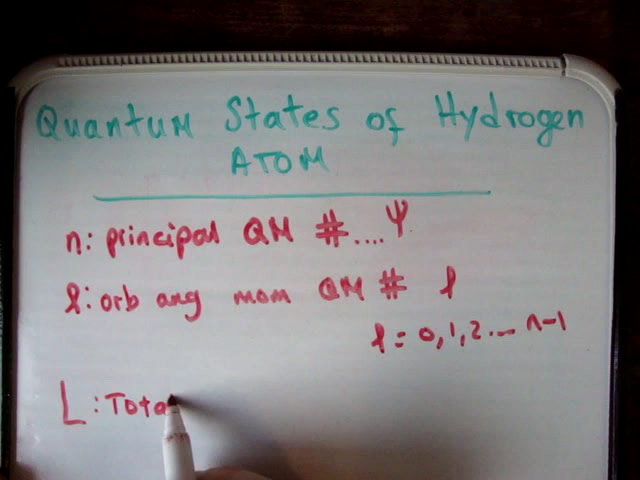 Quantum States of Hydrogen
ATOM
n: principal QM #.... Ψ
ℓ: orb ang mom QM # ℓ
ℓ = 0, 1, 2 ... n-1
L: Tota